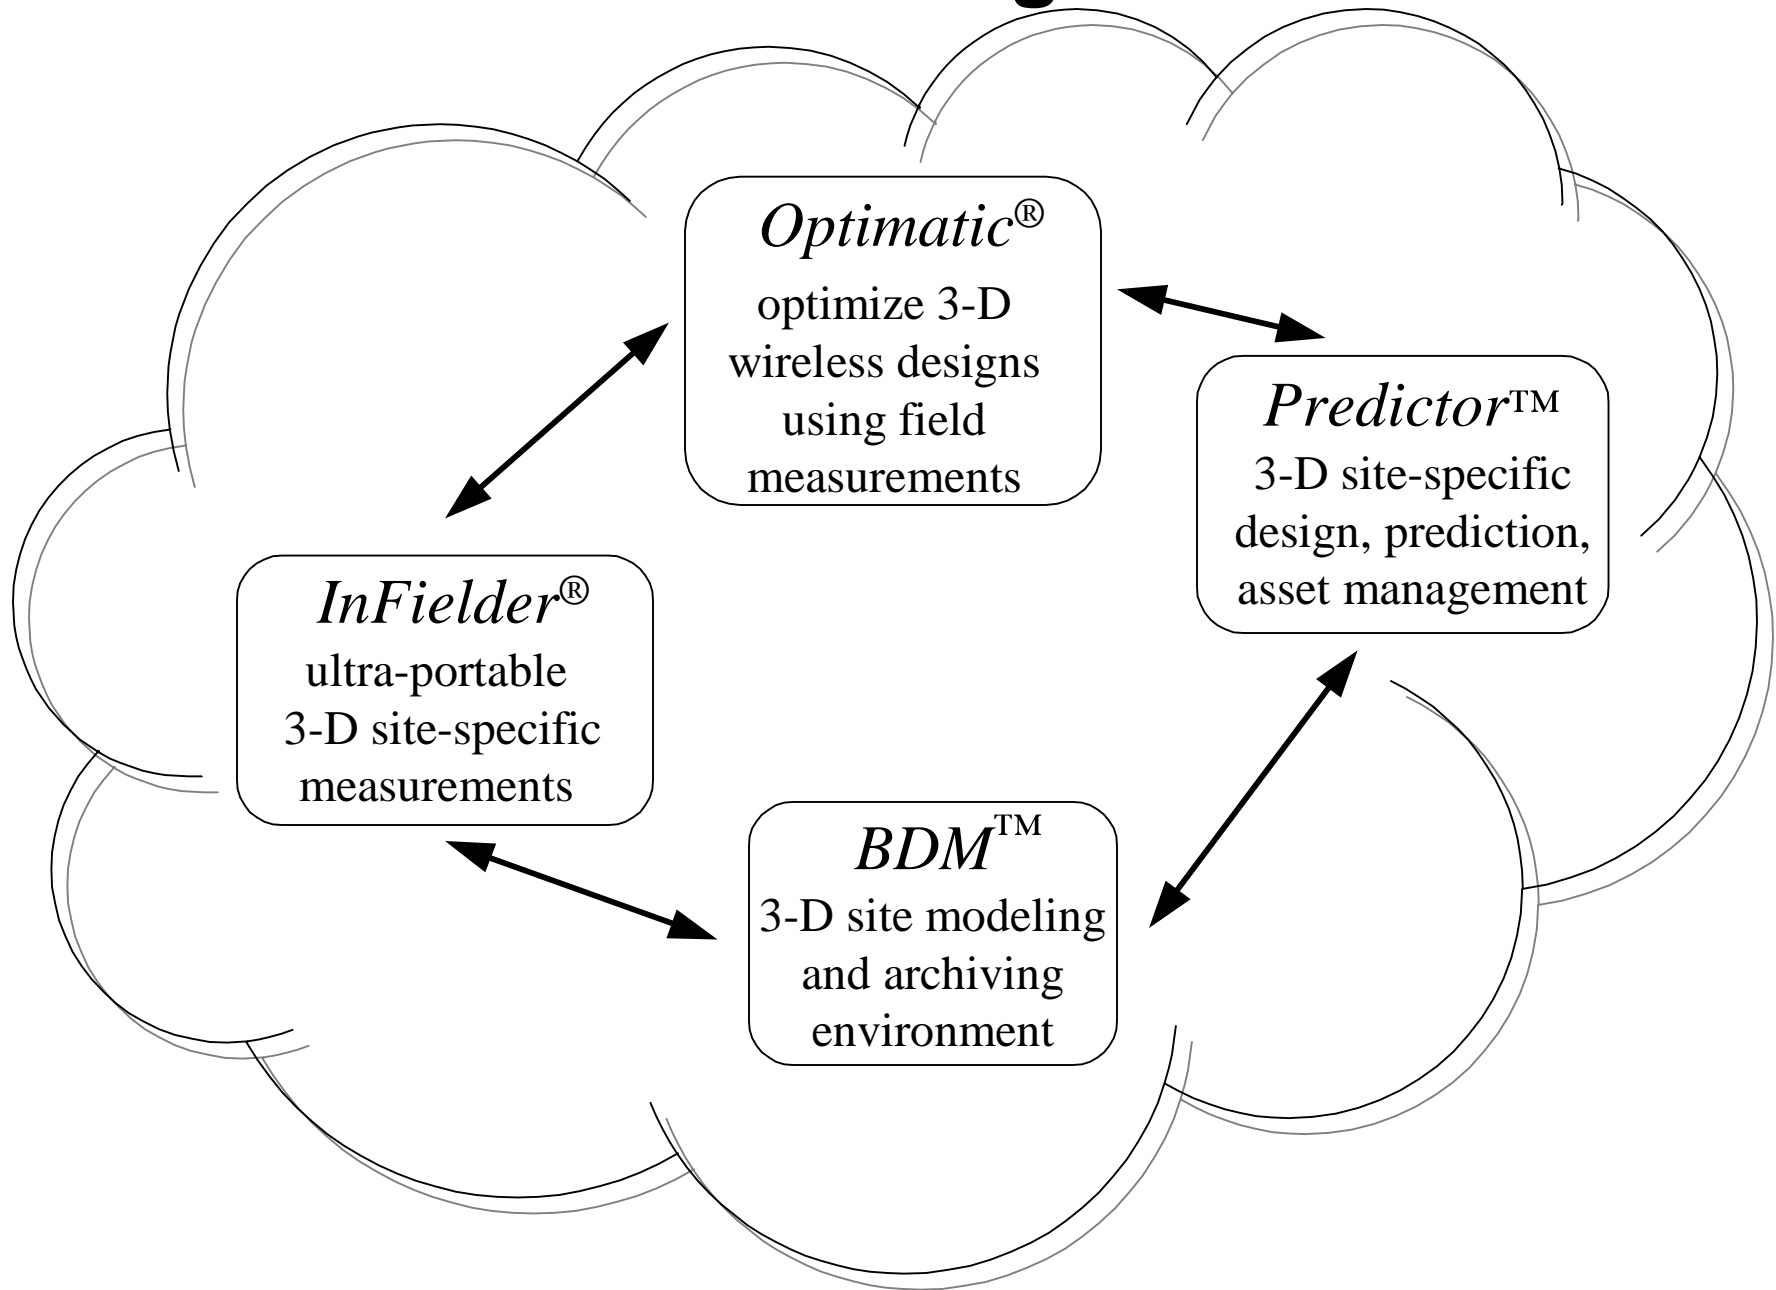 Optimatic®
optimize 3-D
wireless designs
using field
measurements
Predictor™
3-D site-specific
design, prediction,
asset management
InFielder®
ultra-portable
3-D site-specific
measurements
BDM™
3-D site modeling
and archiving
environment